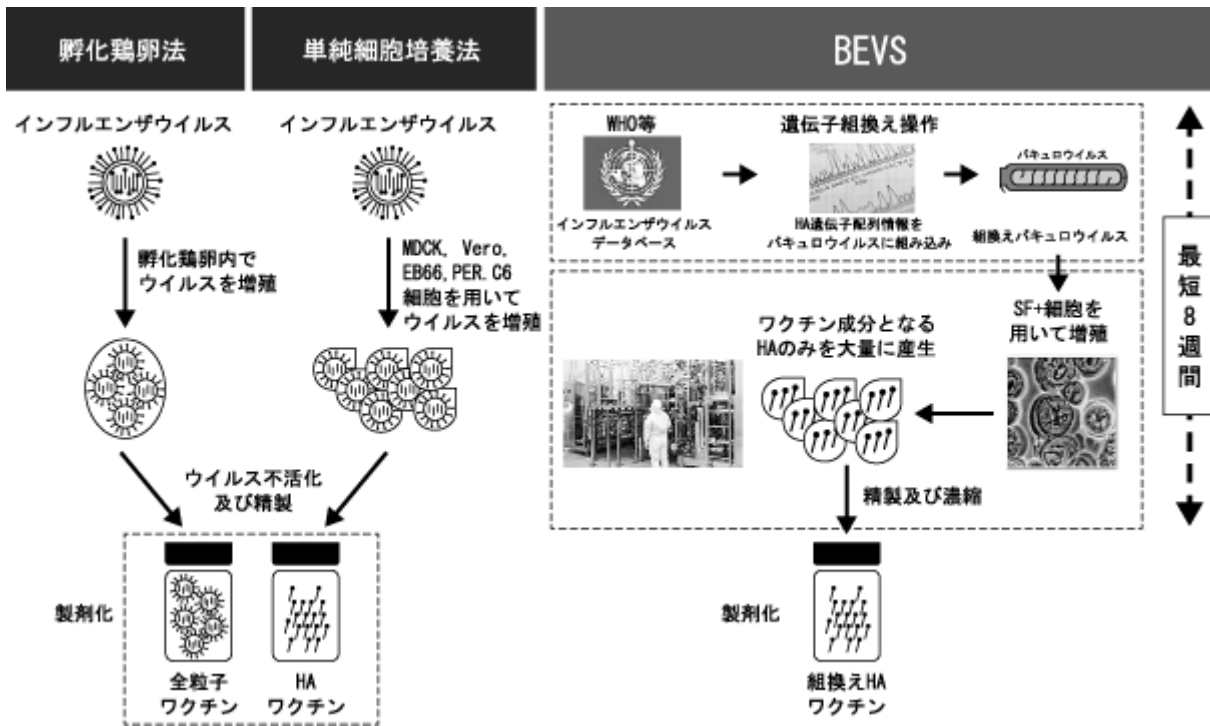 孵化鶏卵法
インフルエンザウイルス
孵化鶏卵内で
ウイルスを増殖
単純細胞培養法
インフルエンザウイルス
MDCK, Vero,
EB66,PER.C6
細胞を用いて
ウイルスを増殖
ウイルス不活化
及び精製
製剤化
全粒子
ワクチン
HA
ワクチン
BEVS
WHO等
インフルエンザウイルス
データベース
遺伝子組換え操作
HA遺伝子配列情報を
バキュロウイルスに組み込み
バキュロウイルス
組換えバキュロウイルス
SF+細胞を
用いて増殖
ワクチン成分となる
HAのみを大量に産生
精製及び濃縮
製剤化
組換えHA
ワクチン
最短8週間